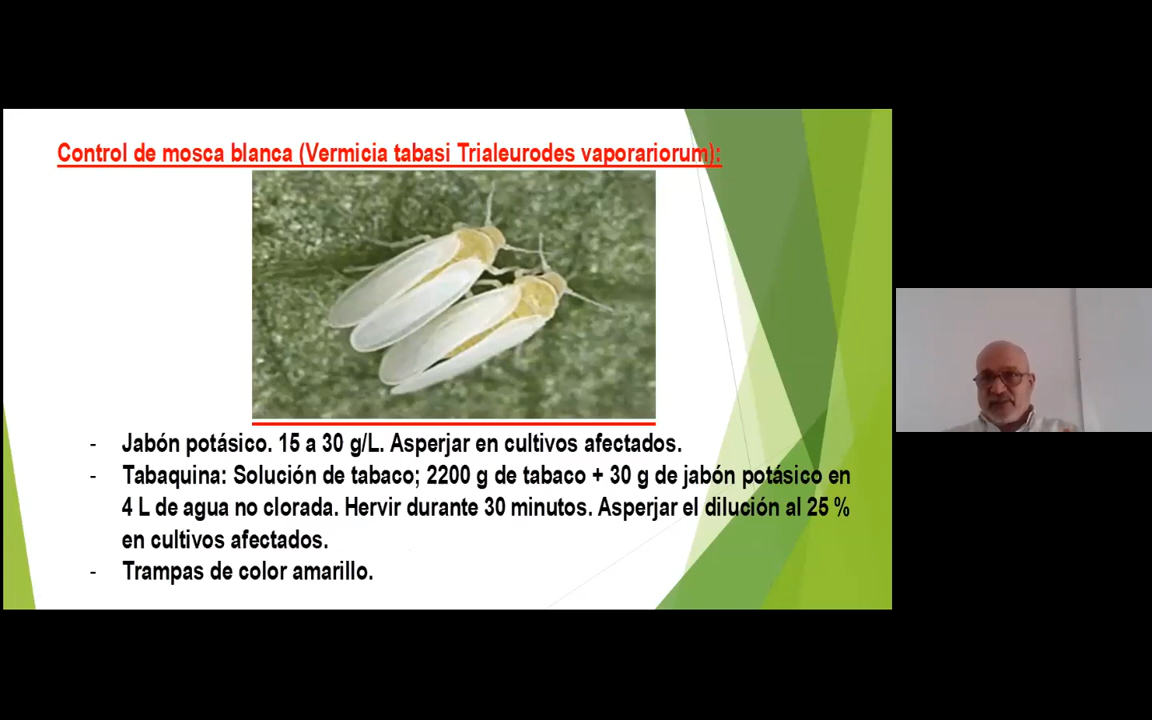 Control de mosca blanca (Vermicia tabasi Trialeurodes vaporariorum):
- Jabón potásico. 15 a 30 g/L. Asperjar en cultivos afectados.
- Tabaquina: Solución de tabaco; 2200 g de tabaco + 30 g de jabón potásico en
4 L de agua no clorada. Hervir durante 30 minutos. Asperjar el dilución al 25 %
en cultivos afectados.
- Trampas de color amarillo.